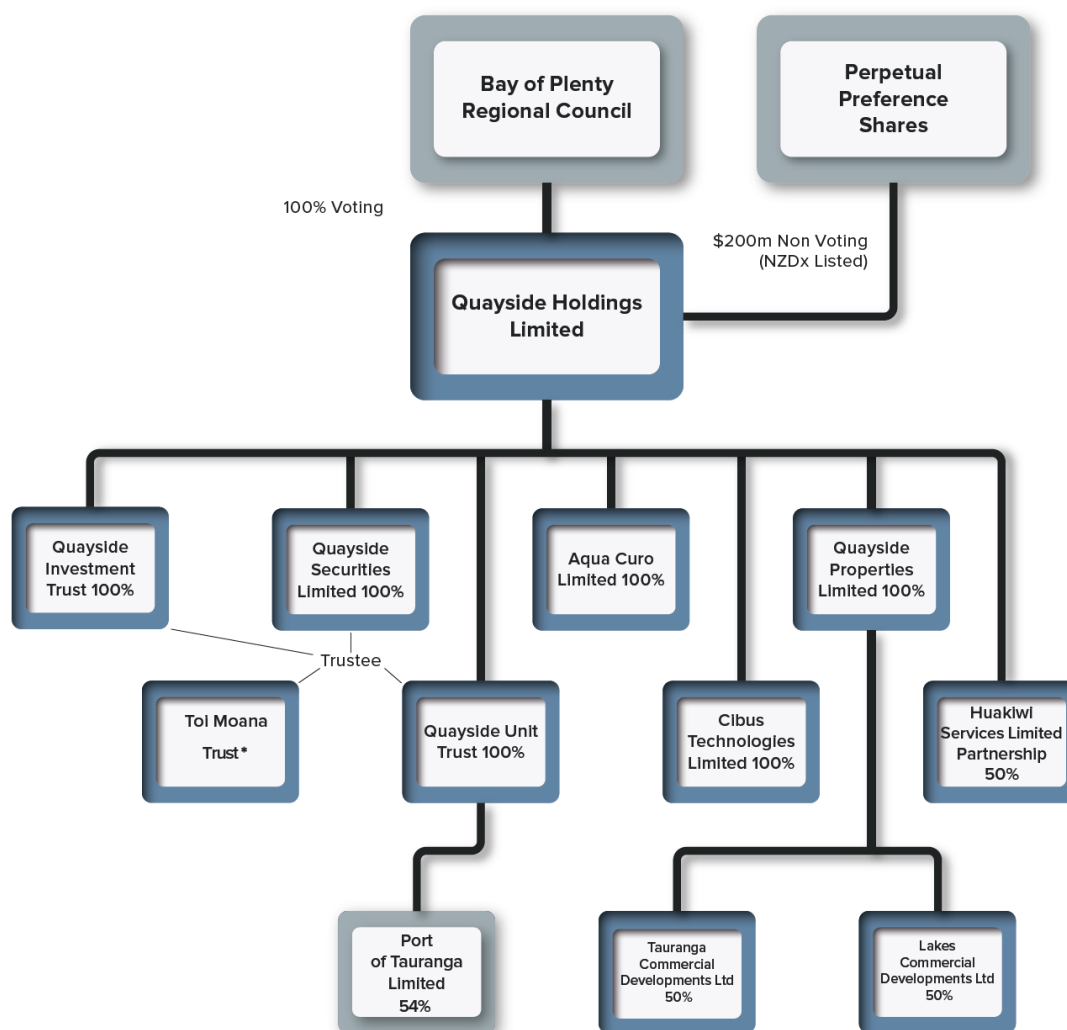 Bay of Plenty
Regional Council
Perpetual
Preference
Shares
100% Voting
$200m Non Voting
(NZDx Listed)
Quayside Holdings
Limited
Quayside
Investment
Trust 100%
Quayside
Securities
Limited 100%
Aqua Curo
Limited 100%
Quayside
Properties
Limited 100%
Trustee
Toi Moana
Trust*
Quayside Unit
Trust 100%
Cibus
Technologies
Limited 100%
Huakiwi
Services Limited
Partnership
50%
Port
of Tauranga
Limited
54%
Tauranga
Commercial
Developments Ltd
50%
Lakes
Commercial
Developments Ltd
50%